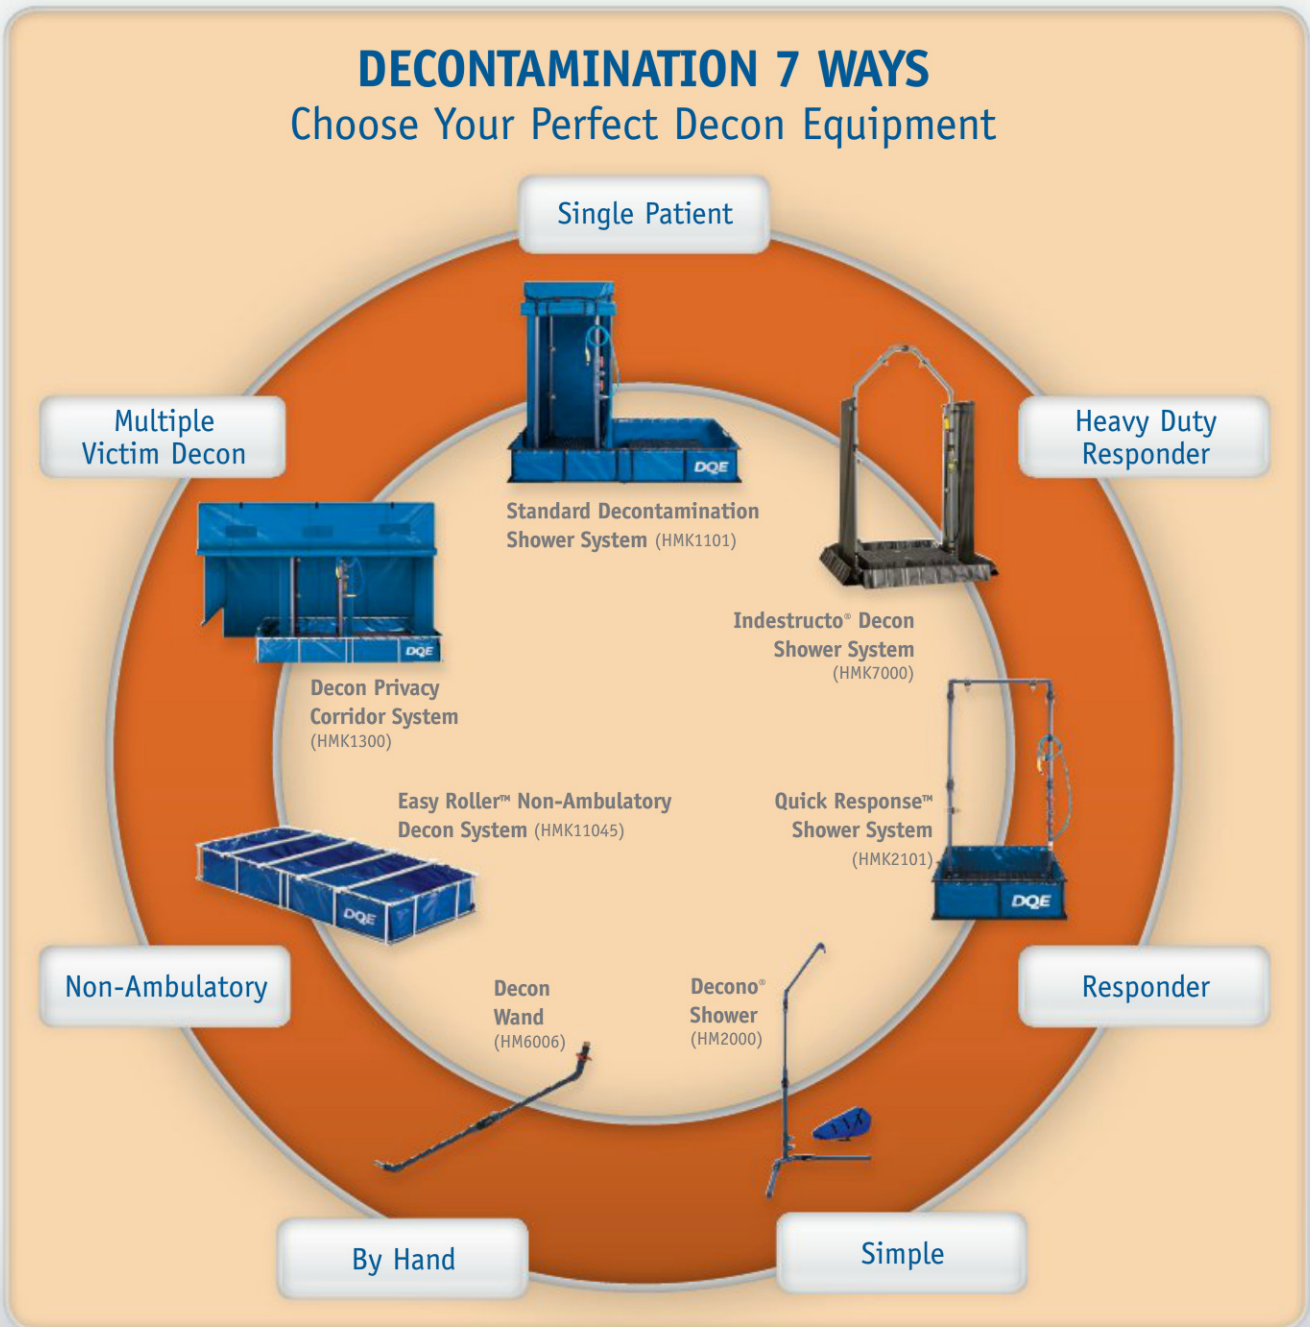 DECONTAMINATION 7 WAYS
Choose Your Perfect Decon Equipment
Single Patient
DQE
Standard Decontamination
Shower System (HMK1101)
Heavy Duty
Responder
Indestructo® Decon
Shower System
(HMK7000)
Quick Response™
Shower System
(HMK2101)
DQE
Responder
Decono®
Shower
(HM2000)
Simple
Decon
Wand
(HM6006)
By Hand
Easy Roller™ Non-Ambulatory
Decon System (HMK11045)
DQE
Non-Ambulatory
Multiple
Victim Decon
DQE
Decon Privacy
Corridor System
(HMK1300)